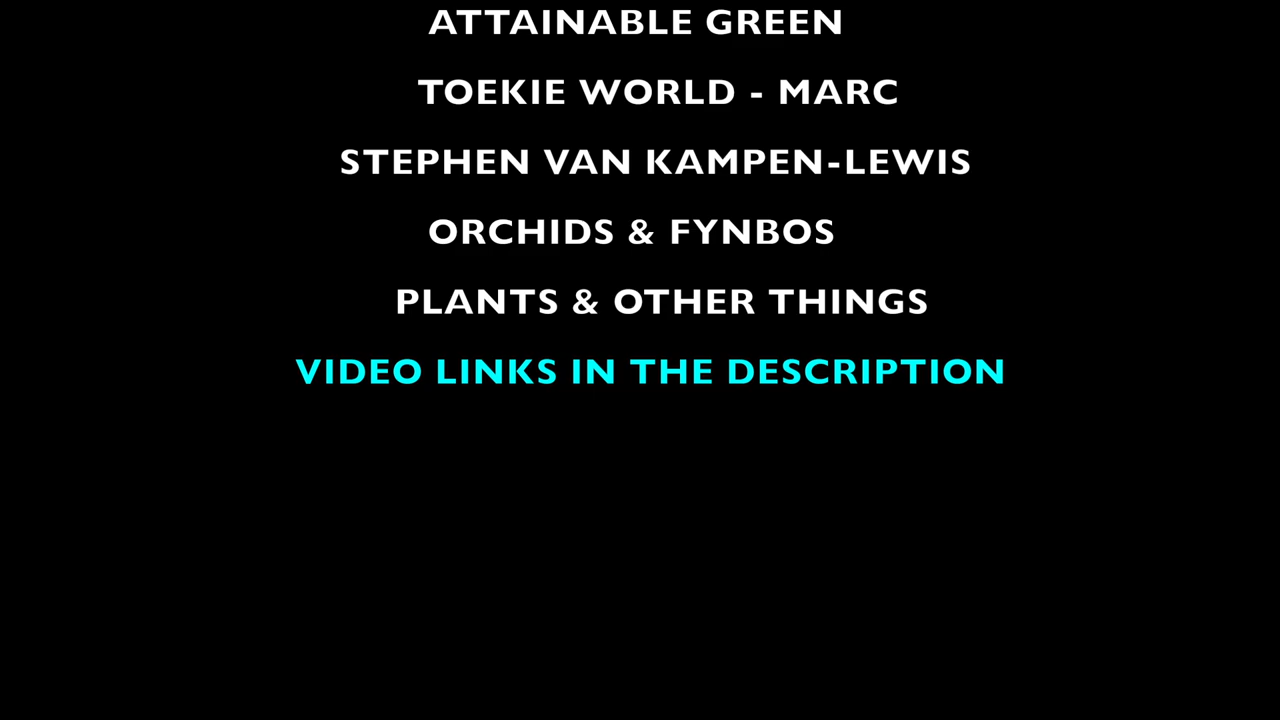 ATTAINABLE GREEN
TOEKIE WORLD - MARC
STEPHEN VAN KAMPEN-LEWIS
ORCHIDS & FYNBOS
PLANTS & OTHER THINGS
VIDEO LINKS IN THE DESCRIPTION